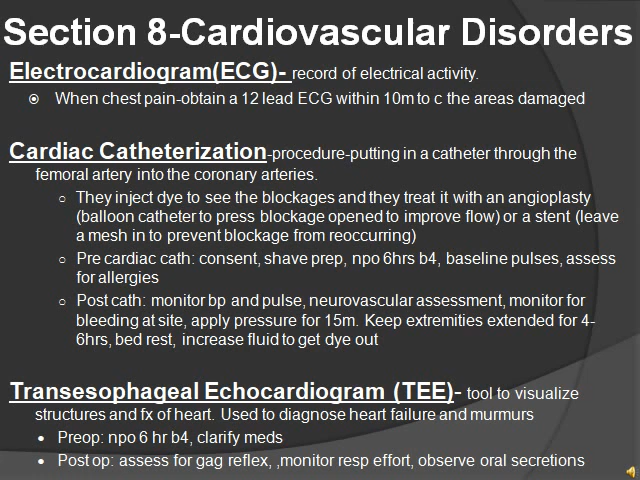 Section 8-Cardiovascular Disorders
Electrocardiogram(ECG)- record of electrical activity.
When chest pain-obtain a 12 lead ECG within 10m to c the areas damaged
Cardiac Catheterization-procedure-putting in a catheter through the
femoral artery into the coronary arteries.
They inject dye to see the blockages and they treat it with an angioplasty
(balloon catheter to press blockage opened to improve flow) or a stent (leave
a mesh in to prevent blockage from reoccurring)
Pre cardiac cath: consent, shave prep, npo 6hrs b4, baseline pulses, assess
for allergies
Post cath: monitor bp and pulse, neurovascular assessment, monitor for
bleeding at site, apply pressure for 15m. Keep extremities extended for 4-
6hrs, bed rest, increase fluid to get dye out
Transesophageal Echocardiogram (TEE)- tool to visualize
structures and fx of heart. Used to diagnose heart failure and murmurs
Preop: npo 6 hr b4, clarify meds
Post op: assess for gag reflex, ,monitor resp effort, observe oral secretions